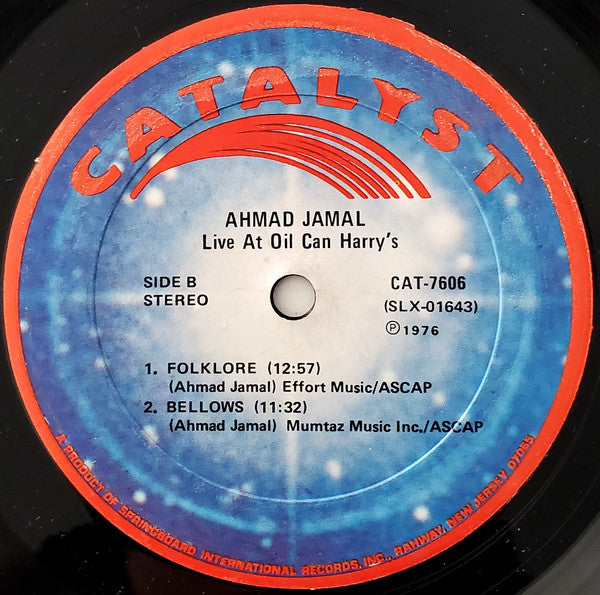 CATALYST
AHMAD JAMAL
Live At Oil Can Harry's
SIDE B
STEREO
CAT-7606
(SLX-01643)
℗ 1976
1. FOLKLORE (12:57)
(Ahmad Jamal) Effort Music/ASCAP
2. BELLOWS (11:32)
(Ahmad Jamal) Mumtaz Music Inc./ASCAP
A PRODUCT OF SPRINGBOARD INTERNATIONAL RECORDS, INC., RAHWAY, NEW JERSEY 07065